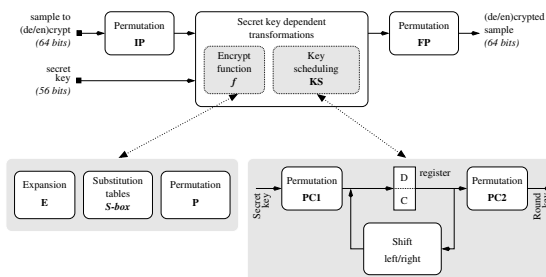 sample to
(de/en)crypt
(64 bits)
Permutation
IP
Secret key dependent
transformations
Permutation
FP
(de/en)crypted
sample
(64 bits)
secret
key
(56 bits)
Encrypt
function
f
Key
scheduling
KS
Expansion
E
Substitution
tables
S-box
Permutation
P
Secret
key
Permutation
PC1
D
C
register
Permutation
PC2
Round
key
Shift
left/right